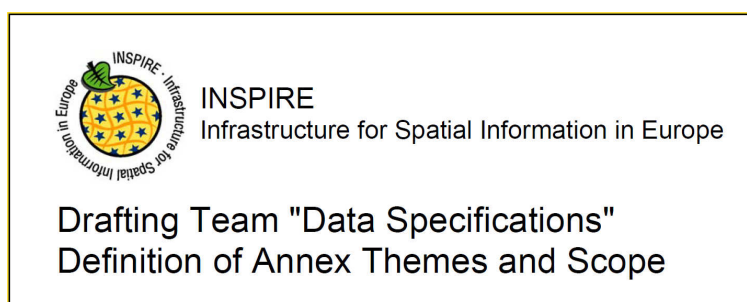 INSPIRE · Infrastructure for Spatial Information in Europe
INSPIRE
Infrastructure for Spatial Information in Europe
Drafting Team "Data Specifications"
Definition of Annex Themes and Scope